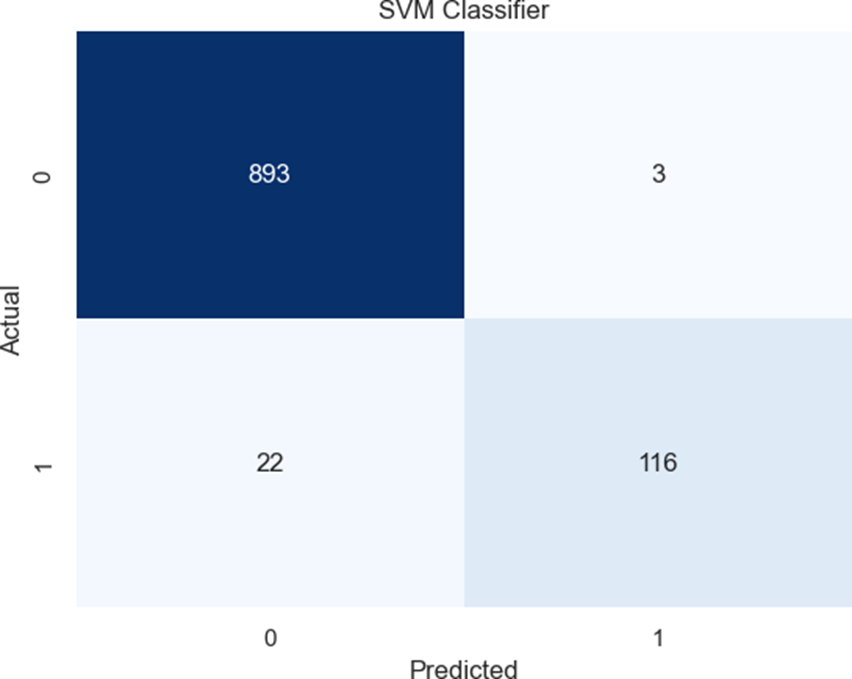 SVM Classifier
0
893
3
Actual
1
22
116
0
1
Predicted